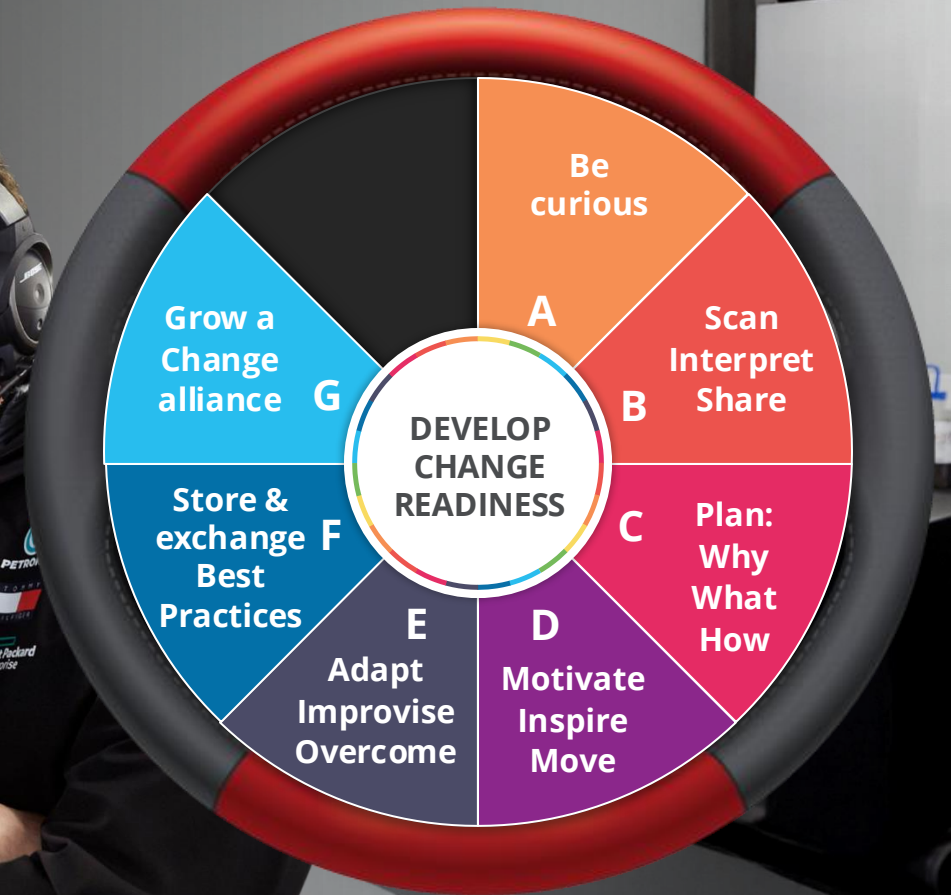 Be
curious
A
Scan
Interpret
Share
B
Plan:
Why
What
How
C
D
Motivate
Inspire
Move
E
Adapt
Improvise
Overcome
Store &
exchange
Best
Practices
F
Grow a
Change
alliance
G
DEVELOP
CHANGE
READINESS